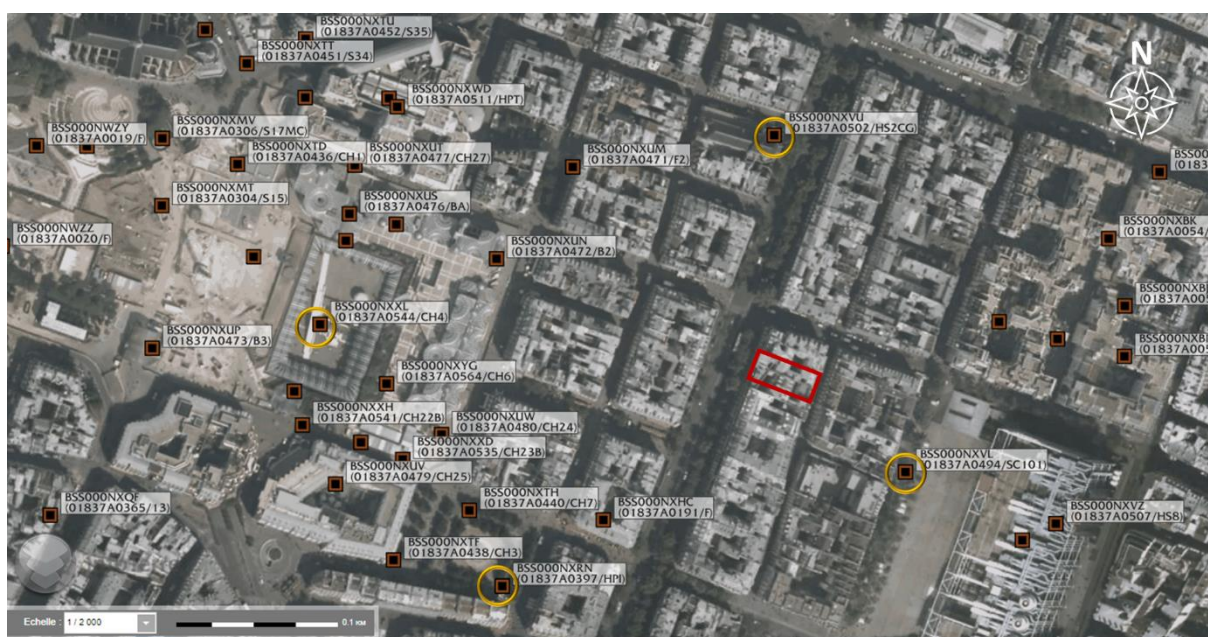 BSS000NXTU
(01837A0452/S35)
BSS000NXTT
(01837A0451/S34)
N
BSS000NXWD
(01837A0511/HPT)
BSS000NXVU
(01837A0502/HS2CG)
BSS000NWZY
(01837A0019/F)
BSS000NXMV
(01837A0306/S17MC)
BSS000NXTD
(01837A0436/CH1)
BSS000NXUT
(01837A0477/CH27)
BSS000NXUM
(01837A0471/F2)
BSS00
(0183
BSS000NXMT
(01837A0304/S15)
BSS000NXUS
(01837A0476/BA)
BSS000NXBK
(01837A0054/
BSS000NWZZ
(01837A0020/F)
BSS000NXUN
(01837A0472/B2)
BSS000NXXL
(01837A0544/CH4)
BSS000NXUP
(01837A0473/B3)
BSS000NXYG
(01837A0564/CH6)
BSS000NXXH
(01837A0541/CH22B)
BSS000NXUW
(01837A0480/CH24)
BSS000NXXD
(01837A0535/CH23B)
BSS000NXUV
(01837A0479/CH25)
BSS000NXVL
(01837A0494/SC101)
BSS000NXQF
(01837A0365/13)
BSS000NXTH
(01837A0440/CH7)
BSS000NXHC
(01837A0191/F)
BSS000NXVZ
(01837A0507/HS8)
BSS000NXTF
(01837A0438/CH3)
BSS000NXRN
(01837A0397/HPI)
Echelle : 1 / 2 000
0.1 KM